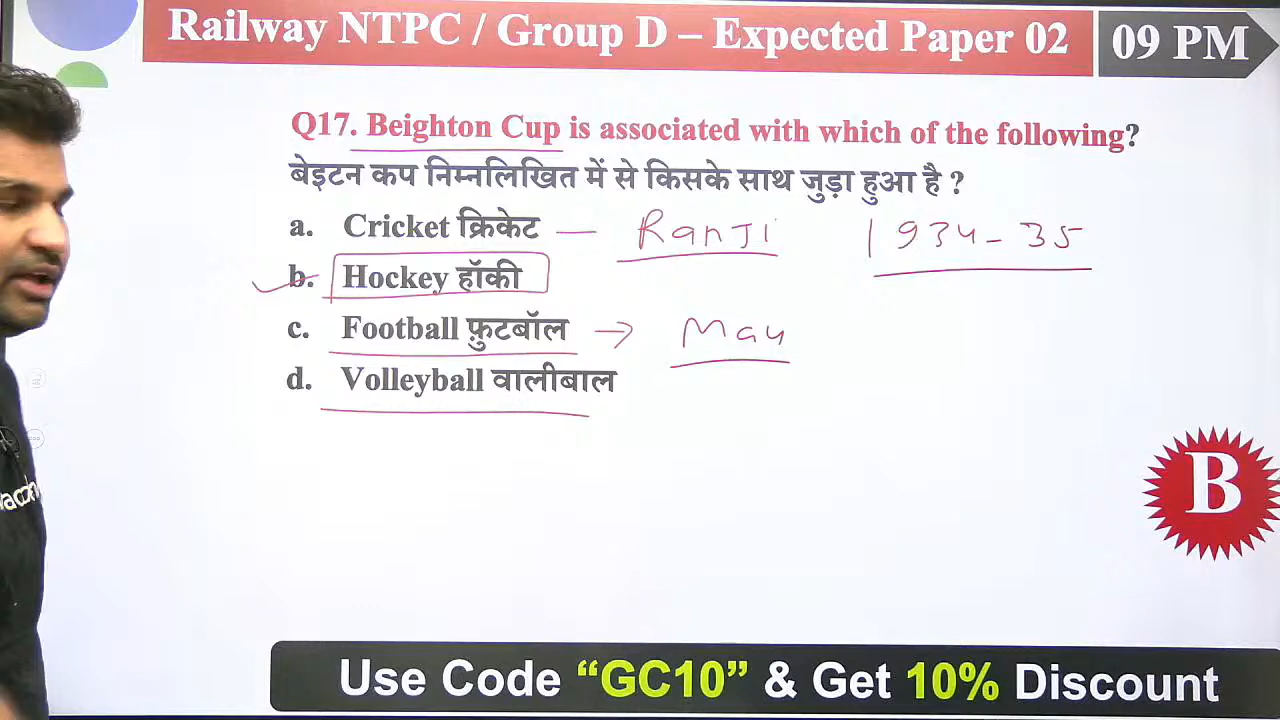 Railway NTPC / Group D – Expected Paper 02
09 PM
Q17. Beighton Cup is associated with which of the following?
बेइटन कप निम्नलिखित में से किसके साथ जुड़ा हुआ है ?
a. Cricket क्रिकेट — Ranji 1934-35
b. Hockey हॉकी
c. Football फ़ुटबॉल → May
d. Volleyball वालीबाल
B
Use Code “GC10” & Get 10% Discount